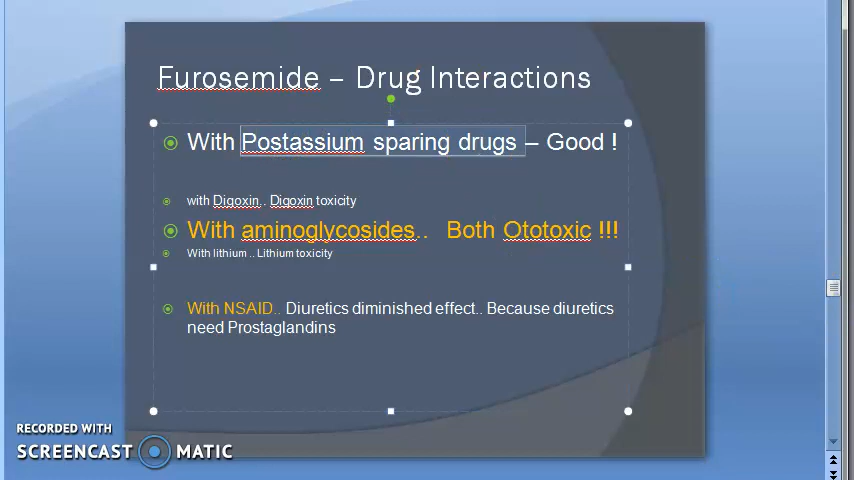 Furosemide – Drug Interactions
With Postassium sparing drugs – Good !
with Digoxin.. Digoxin toxicity
With aminoglycosides.. Both Ototoxic !!!
With lithium .. Lithium toxicity
With NSAID.. Diuretics diminished effect.. Because diuretics
need Prostaglandins
RECORDED WITH
SCREENCAST MATIC